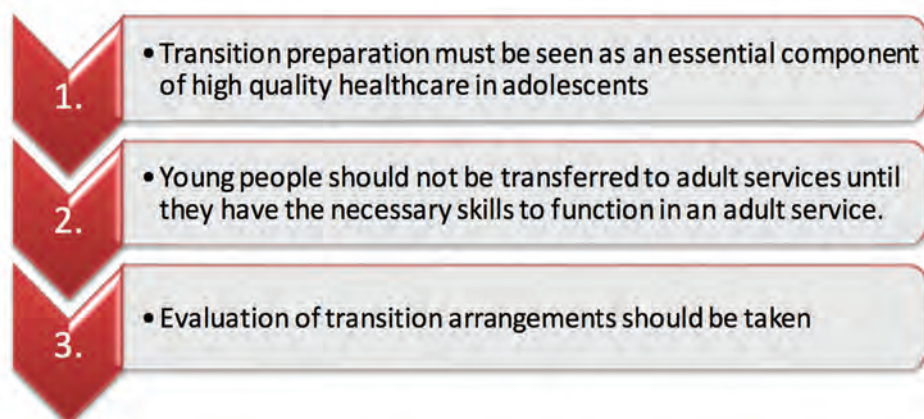 1.
• Transition preparation must be seen as an essential component
of high quality healthcare in adolescents
2.
• Young people should not be transferred to adult services until
they have the necessary skills to function in an adult service.
3.
• Evaluation of transition arrangements should be taken